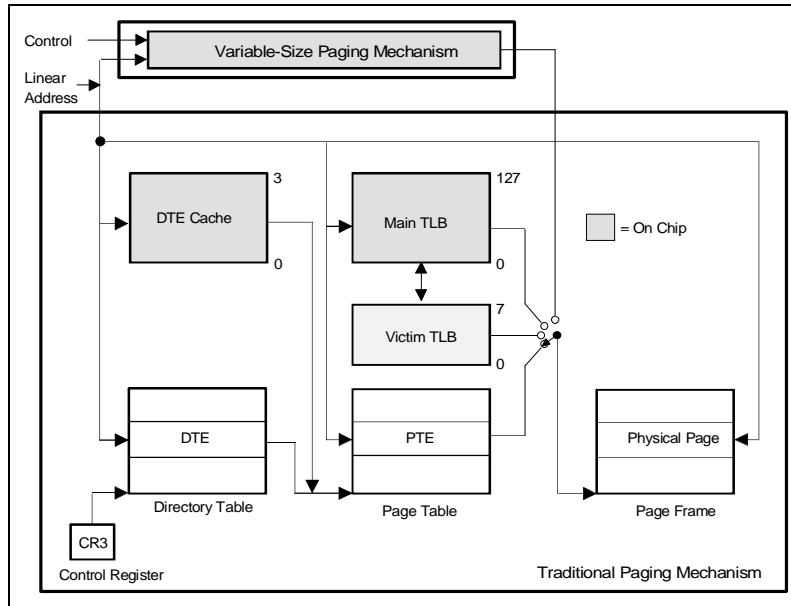 Control
Variable-Size Paging Mechanism
Linear
Address
3
127
DTE Cache
Main TLB
= On Chip
0
0
7
Victim TLB
0
DTE
PTE
Physical Page
Directory Table
Page Table
Page Frame
CR3
Control Register
Traditional Paging Mechanism